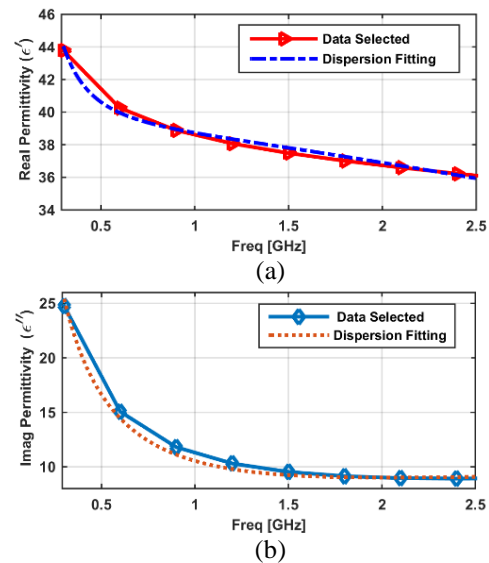 Real Permittivity (ϵ′)
46
44
42
40
38
36
34
Data Selected
Dispersion Fitting
0.5 1 1.5 2 2.5
Freq [GHz]
(a)
Imag Permittivity (ϵ′′)
25
20
15
10
Data Selected
Dispersion Fitting
0.5 1 1.5 2 2.5
Freq [GHz]
(b)